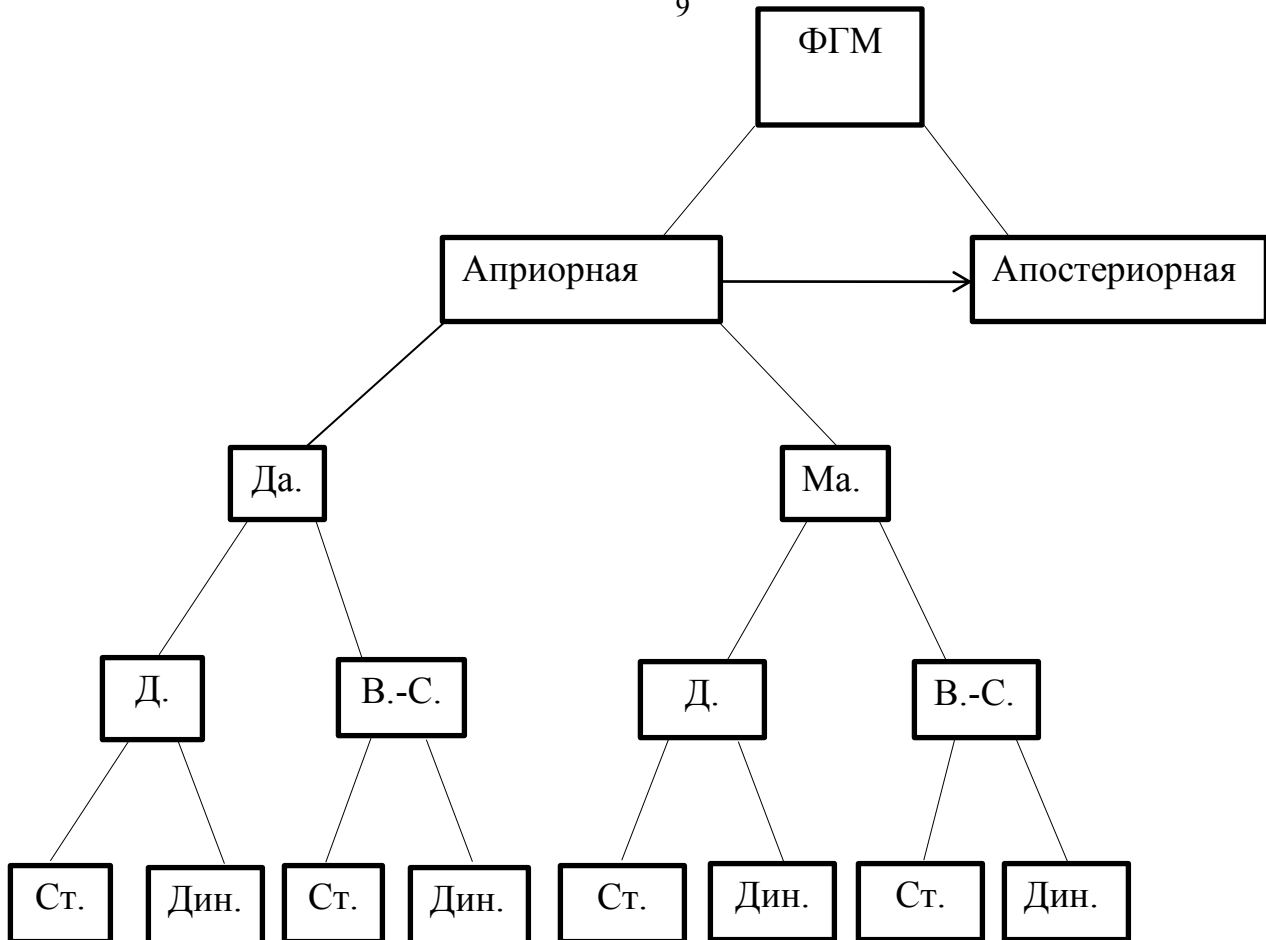 9
ФГМ
Априорная
Апостериорная
Да.
Ма.
Д.
В.-С.
Д.
В.-С.
Ст.
Дин.
Ст.
Дин.
Ст.
Дин.
Ст.
Дин.